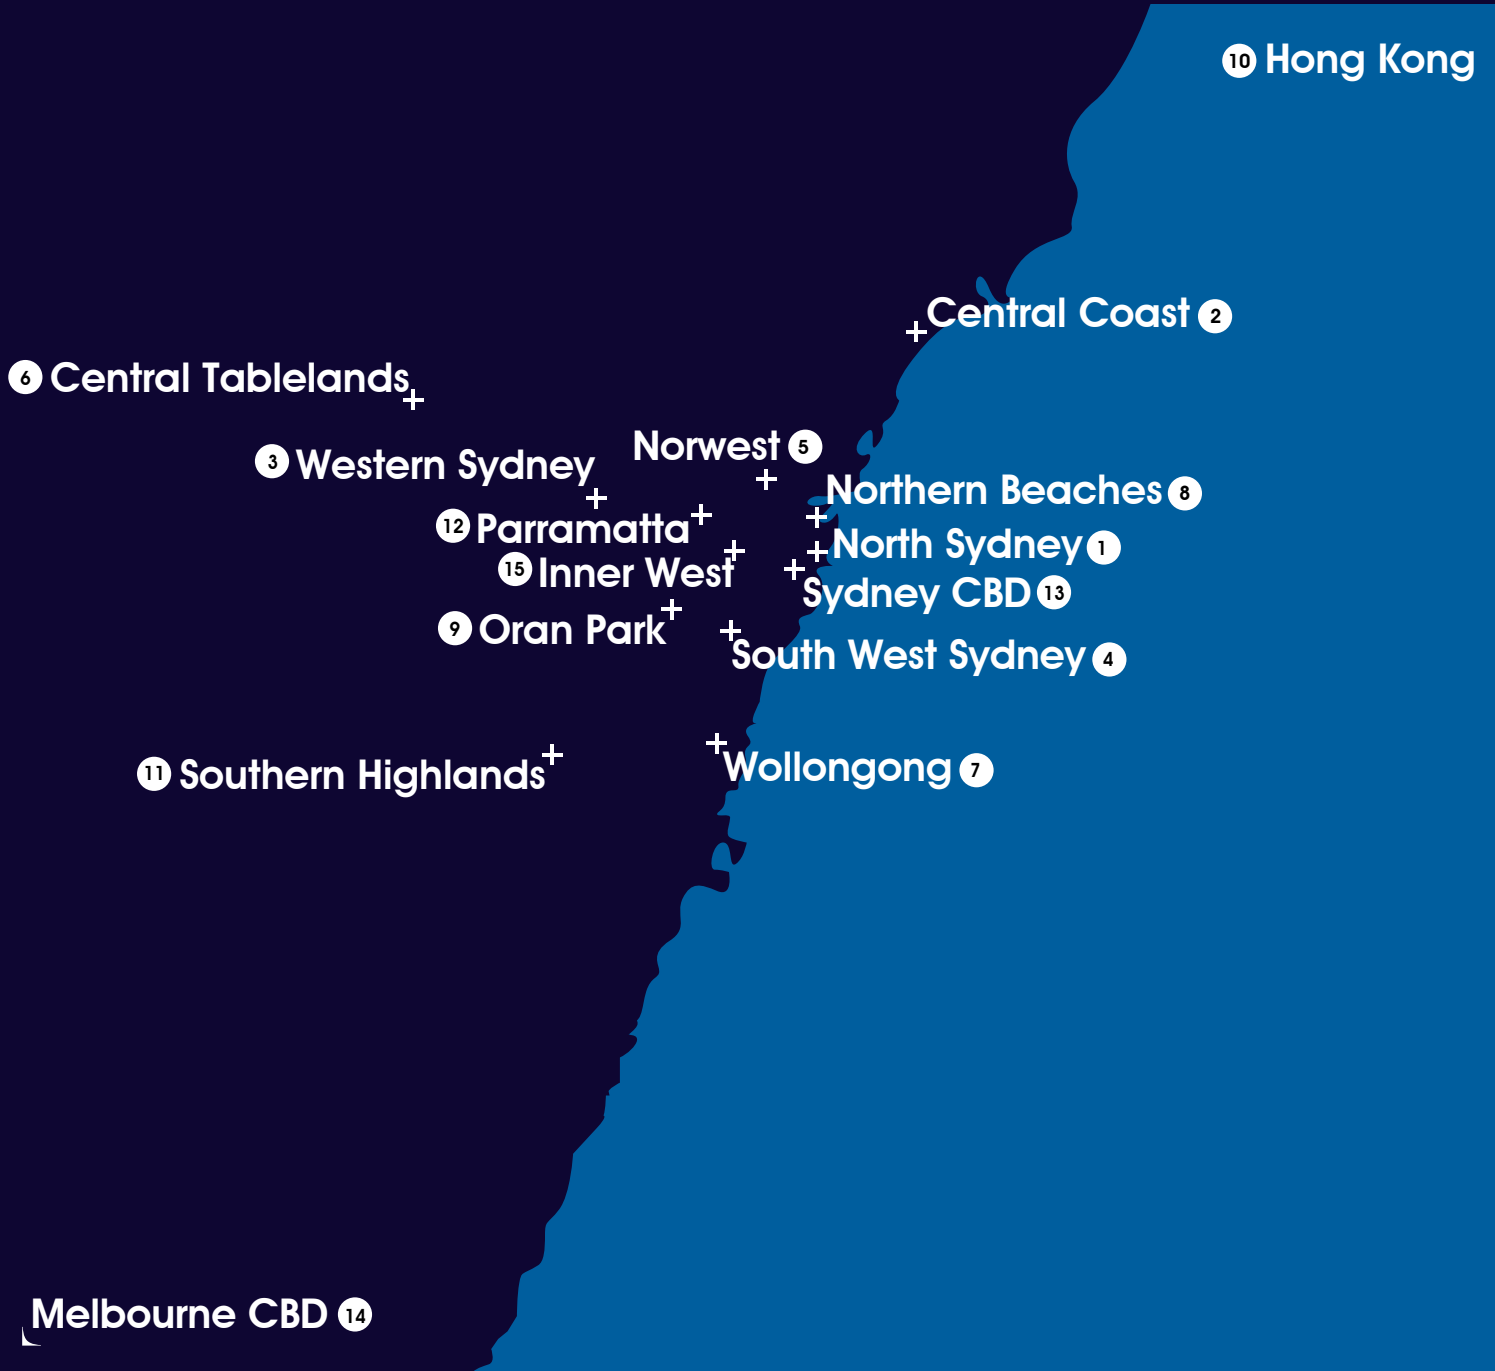 10 Hong Kong
Central Coast 2
6 Central Tablelands
Norwest 5
3 Western Sydney
Northern Beaches 8
12 Parramatta
North Sydney 1
15 Inner West
Sydney CBD 13
9 Oran Park
South West Sydney 4
Wollongong 7
11 Southern Highlands
Melbourne CBD 14